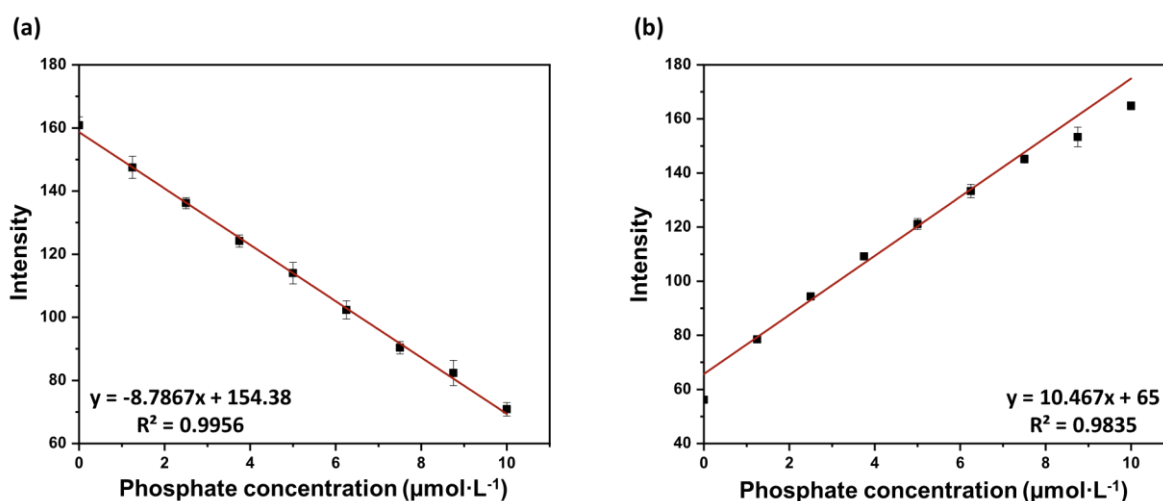 (a)
180
160
140
120
100
80
60
Intensity
y = -8.7867x + 154.38
R² = 0.9956
0 2 4 6 8 10
Phosphate concentration (μmol·L⁻¹)
(b)
180
160
140
120
100
80
60
40
Intensity
y = 10.467x + 65
R² = 0.9835
0 2 4 6 8 10
Phosphate concentration (μmol·L⁻¹)